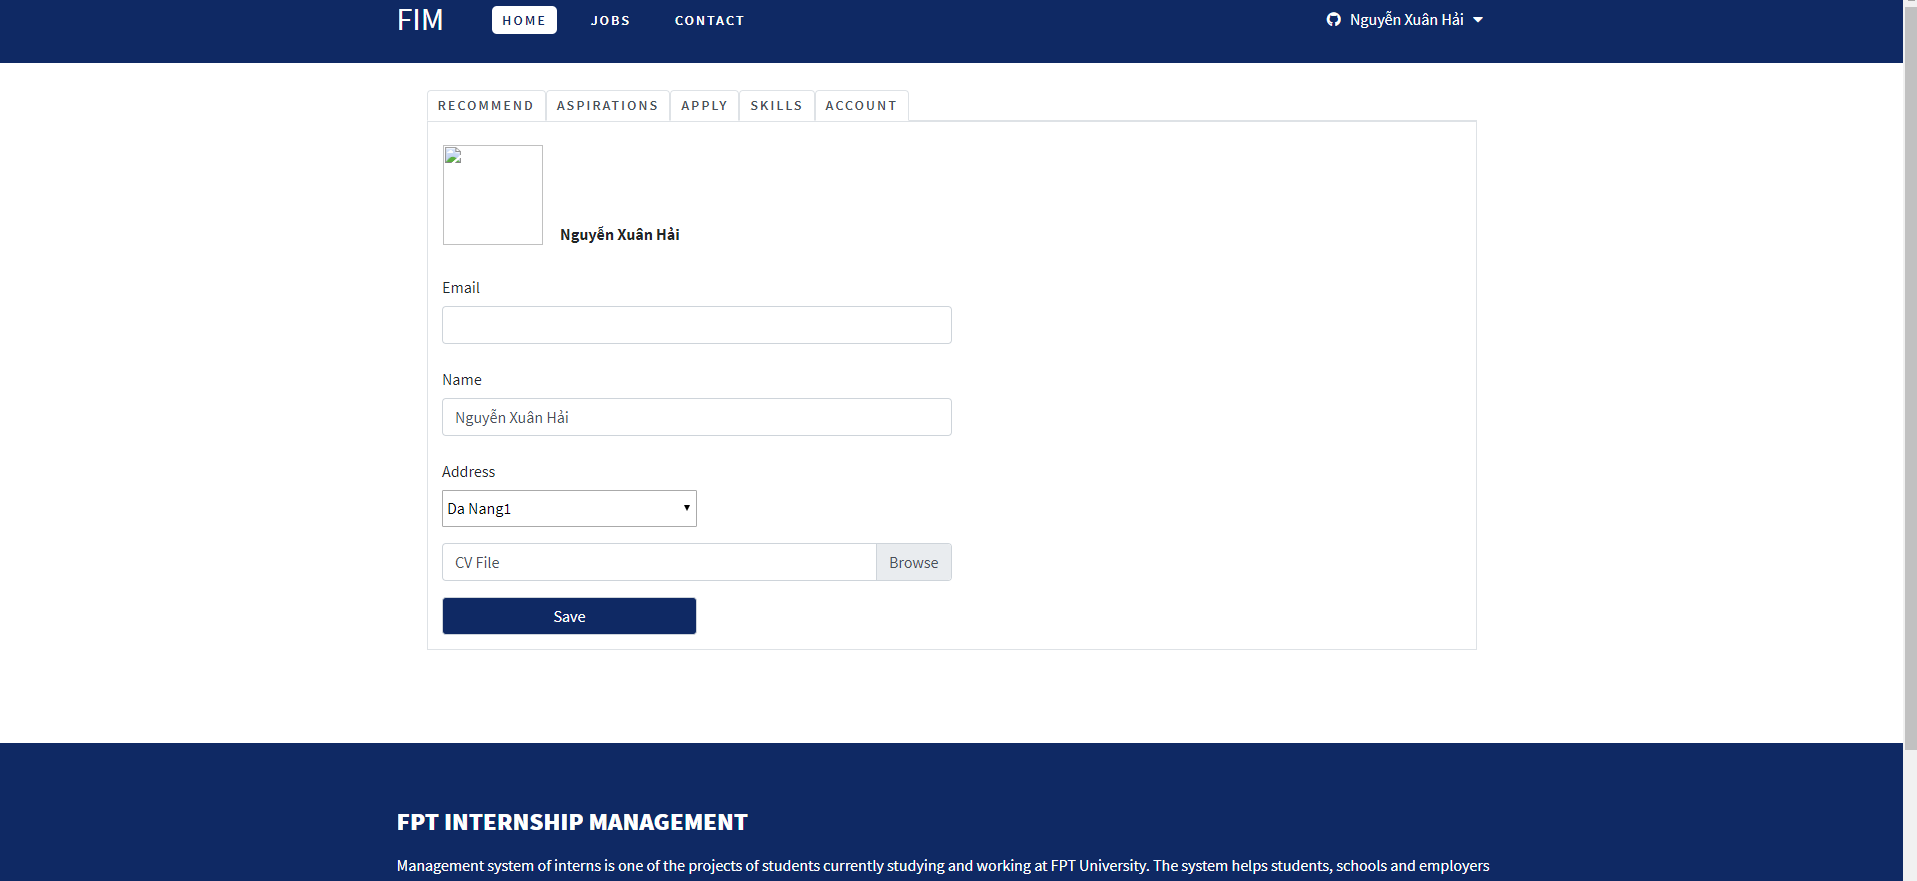 FIM
HOME JOBS CONTACT
Nguyễn Xuân Hải
RECOMMEND ASPIRATIONS APPLY SKILLS ACCOUNT
Nguyễn Xuân Hải
Email
Name
Nguyễn Xuân Hải
Address
Da Nang1
CV File Browse
Save
FPT INTERNSHIP MANAGEMENT
Management system of interns is one of the projects of students currently studying and working at FPT University. The system helps students, schools and employers